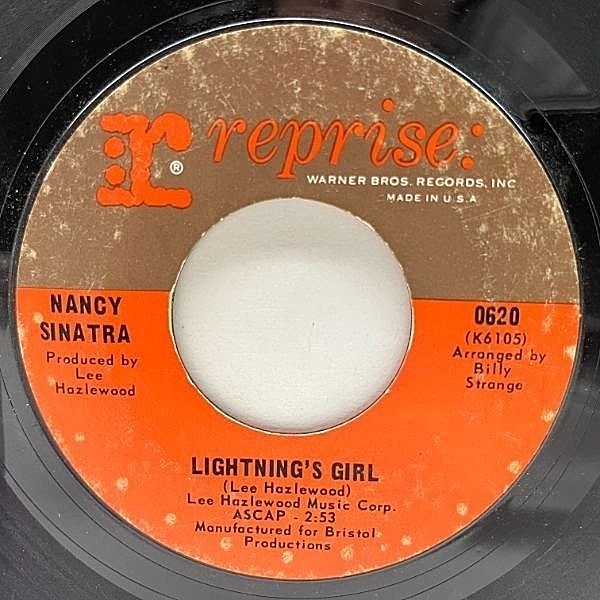 r® reprise:
WARNER BROS. RECORDS, INC
MADE IN U.S.A
NANCY
SINATRA
Produced by
Lee
Hazlewood
0620
(K6105)
Arranged by
Billy
Strange
LIGHTNING'S GIRL
(Lee Hazlewood)
Lee Hazlewood Music Corp.
ASCAP - 2:53
Manufactured for Bristol
Productions